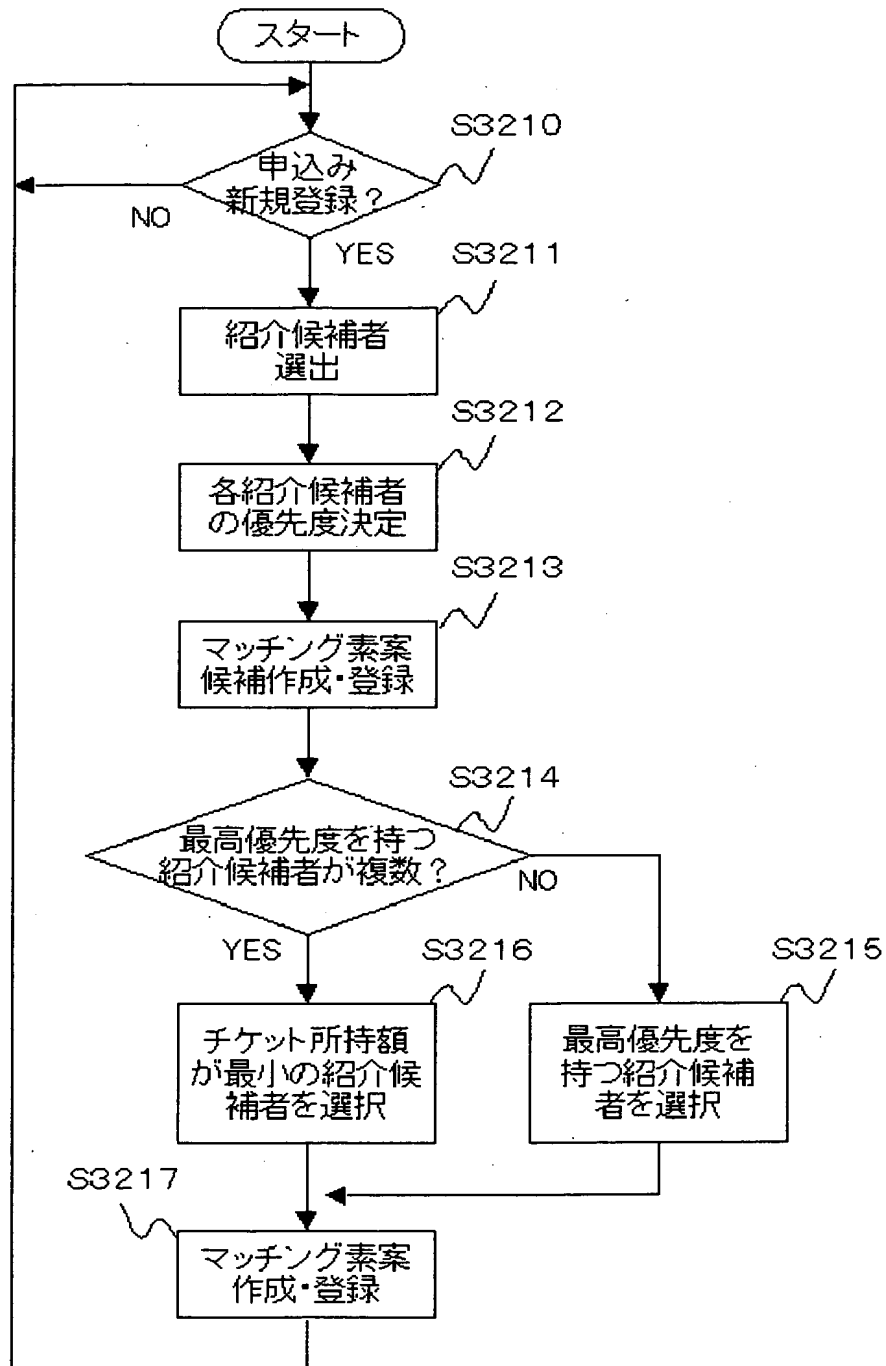 スタート
S3210
申込み
新規登録？
NO
YES
S3211
紹介候補者
選出
S3212
各紹介候補者
の優先度決定
S3213
マッチング素案
候補作成・登録
S3214
最高優先度を持つ
紹介候補者が複数？
NO
YES
S3216
S3215
チケット所持額
が最小の紹介候
補者を選択
最高優先度を
持つ紹介候補
者を選択
S3217
マッチング素案
作成・登録